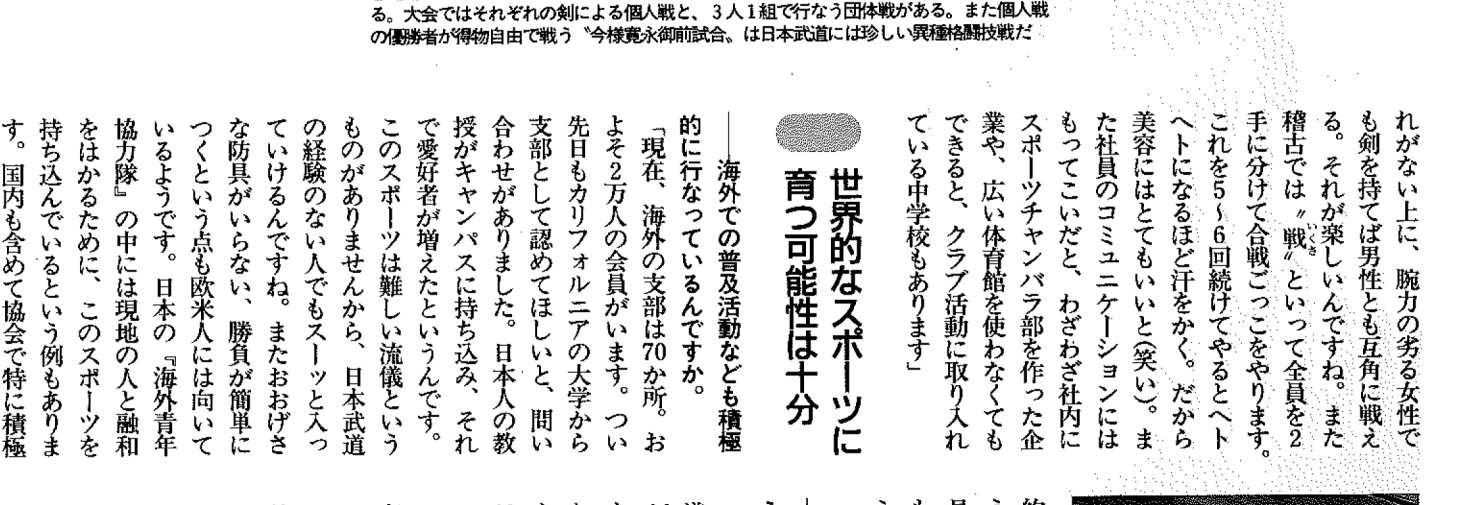 る。大会ではそれぞれの剣による個人戦と、3人1組で行なう団体戦がある。また個人戦
の優勝者が得物自由で戦う〝今様寛永御前試合〟は日本武道には珍しい異種格闘技戦だ
れがない上に、腕力の劣る女性で
も剣を持てば男性とも互角に戦え
る。それが楽しいんですね。また
稽古では〃戦〃といって全員を2
手に分けて合戦ごっこをやります。
これを5〜6回続けてやるとヘト
ヘトになるほど汗をかく。だから
美容にはとてもいいと(笑い)。ま
た社員のコミュニケーションには
もってこいだと、わざわざ社内に
スポーツチャンバラ部を作った企
業や、広い体育館を使わなくても
できると、クラブ活動に取り入れ
ている中学校もあります」
世界的なスポーツに
育つ可能性は十分
――海外での普及活動なども積極
的に行なっているんですか。
「現在、海外の支部は70か所。お
よそ2万人の会員がいます。つい
先日もカリフォルニアの大学から
支部として認めてほしいと、問い
合わせがありました。日本人の教
授がキャンパスに持ち込み、それ
で愛好者が増えたというんです。
このスポーツは難しい流儀という
ものがありませんから、日本武道
の経験のない人でもスーッと入っ
ていけるんですね。またおおげさ
な防具がいらない、勝負が簡単に
つくという点も欧米人には向いて
いるようです。日本の『海外青年
協力隊』の中には現地の人と融和
をはかるために、このスポーツを
持ち込んでいるという例もありま
す。国内も含めて協会で特に積極